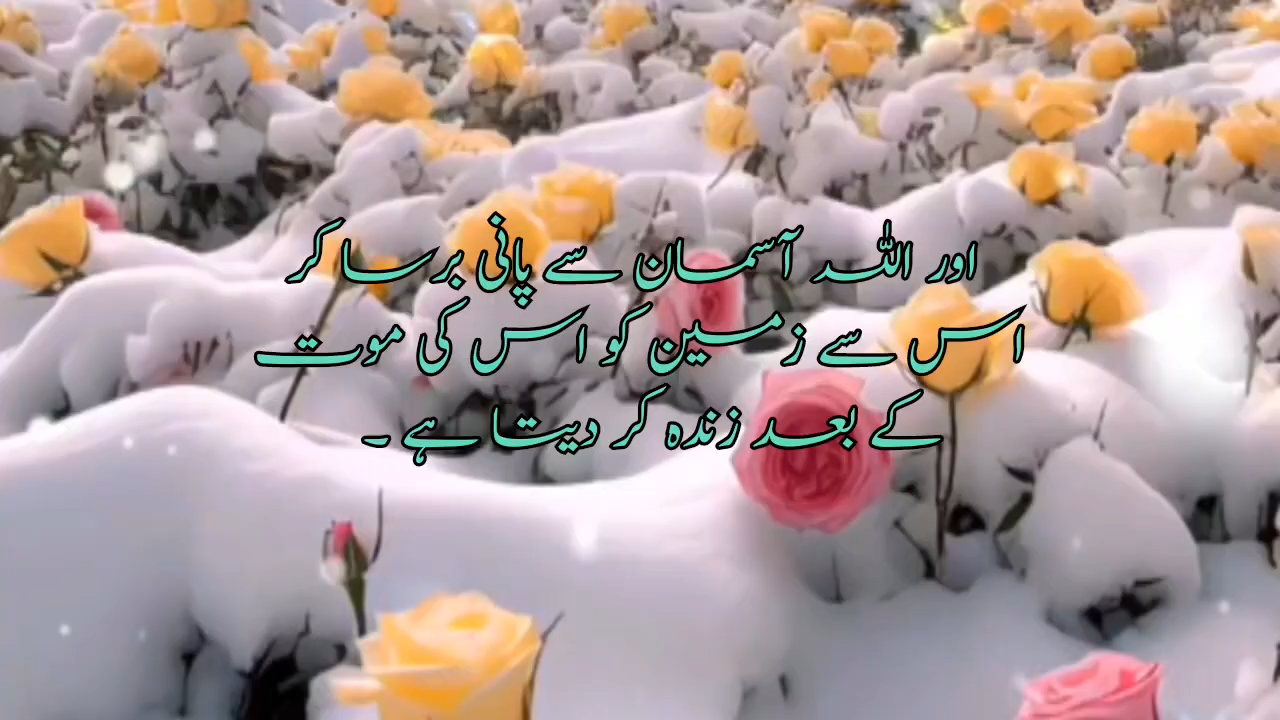 اور اللہ آسمان سے پانی برسا کر
اس سے زمین کو اس کی موت
کے بعد زندہ کر دیتا ہے ۔